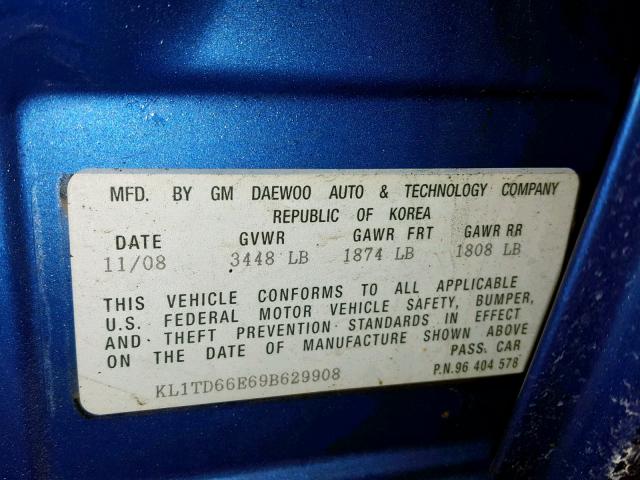 MFD. BY GM DAEWOO AUTO & TECHNOLOGY COMPANY
REPUBLIC OF KOREA
DATE GVWR GAWR FRT GAWR RR
11/08 3448 LB 1874 LB 1808 LB
THIS VEHICLE CONFORMS TO ALL APPLICABLE
U.S. FEDERAL MOTOR VEHICLE SAFETY, BUMPER,
AND THEFT PREVENTION STANDARDS IN EFFECT
ON THE DATE OF MANUFACTURE SHOWN ABOVE
PASS. CAR
KL1TD66E69B629908 P.N.96 404 578